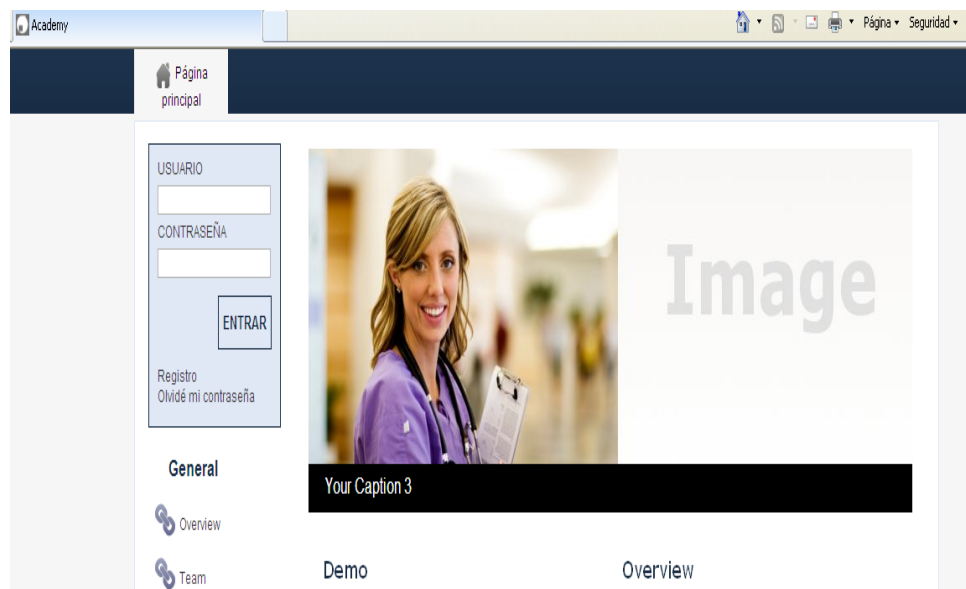 Academy
Página
Seguridad
Página
principal
USUARIO
CONTRASEÑA
ENTRAR
Registro
Olvidé mi contraseña
General
Overview
Team
Image
Your Caption 3
Demo
Overview